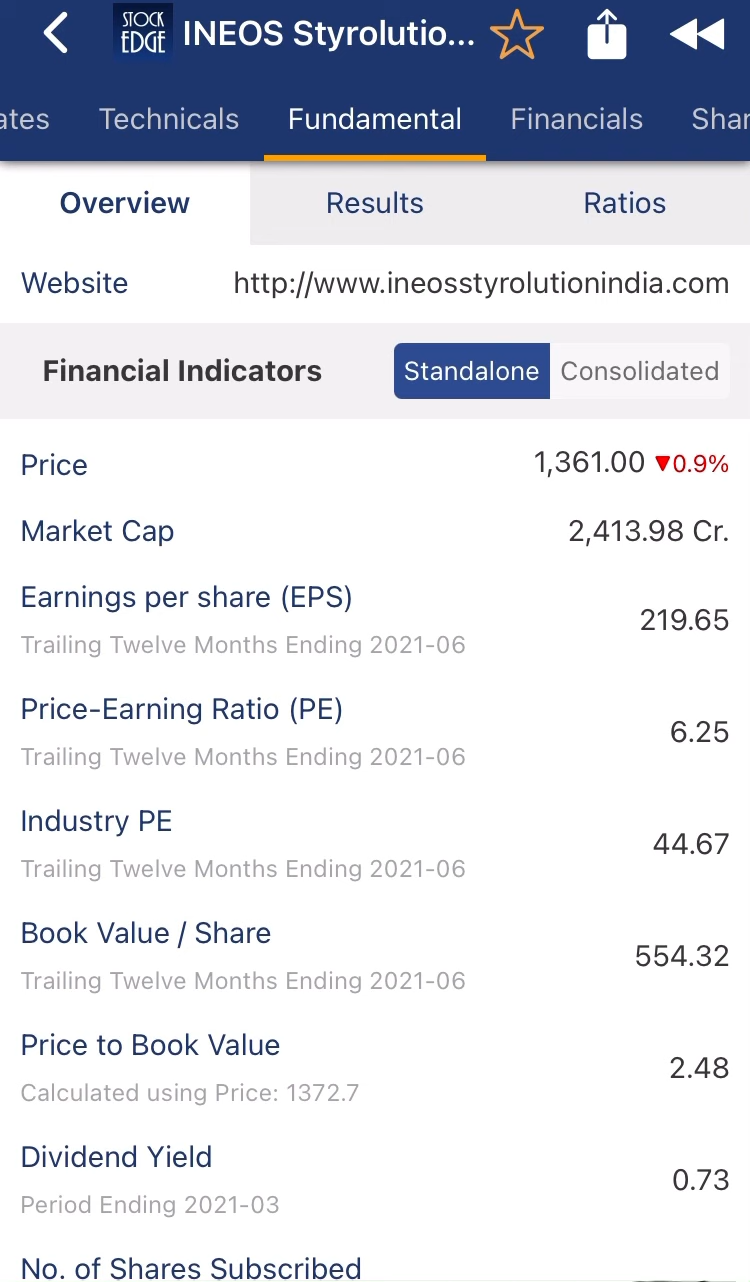 STOCK
EDGE
INEOS Styrolutio...
ates Technicals Fundamental Financials Shar
Overview Results Ratios
Website http://www.ineosstyrolutionindia.com
Financial Indicators Standalone Consolidated
Price 1,361.00 ▼0.9%
Market Cap 2,413.98 Cr.
Earnings per share (EPS)
219.65
Trailing Twelve Months Ending 2021-06
Price-Earning Ratio (PE)
6.25
Trailing Twelve Months Ending 2021-06
Industry PE
44.67
Trailing Twelve Months Ending 2021-06
Book Value / Share
554.32
Trailing Twelve Months Ending 2021-06
Price to Book Value
2.48
Calculated using Price: 1372.7
Dividend Yield
0.73
Period Ending 2021-03
No. of Shares Subscribed